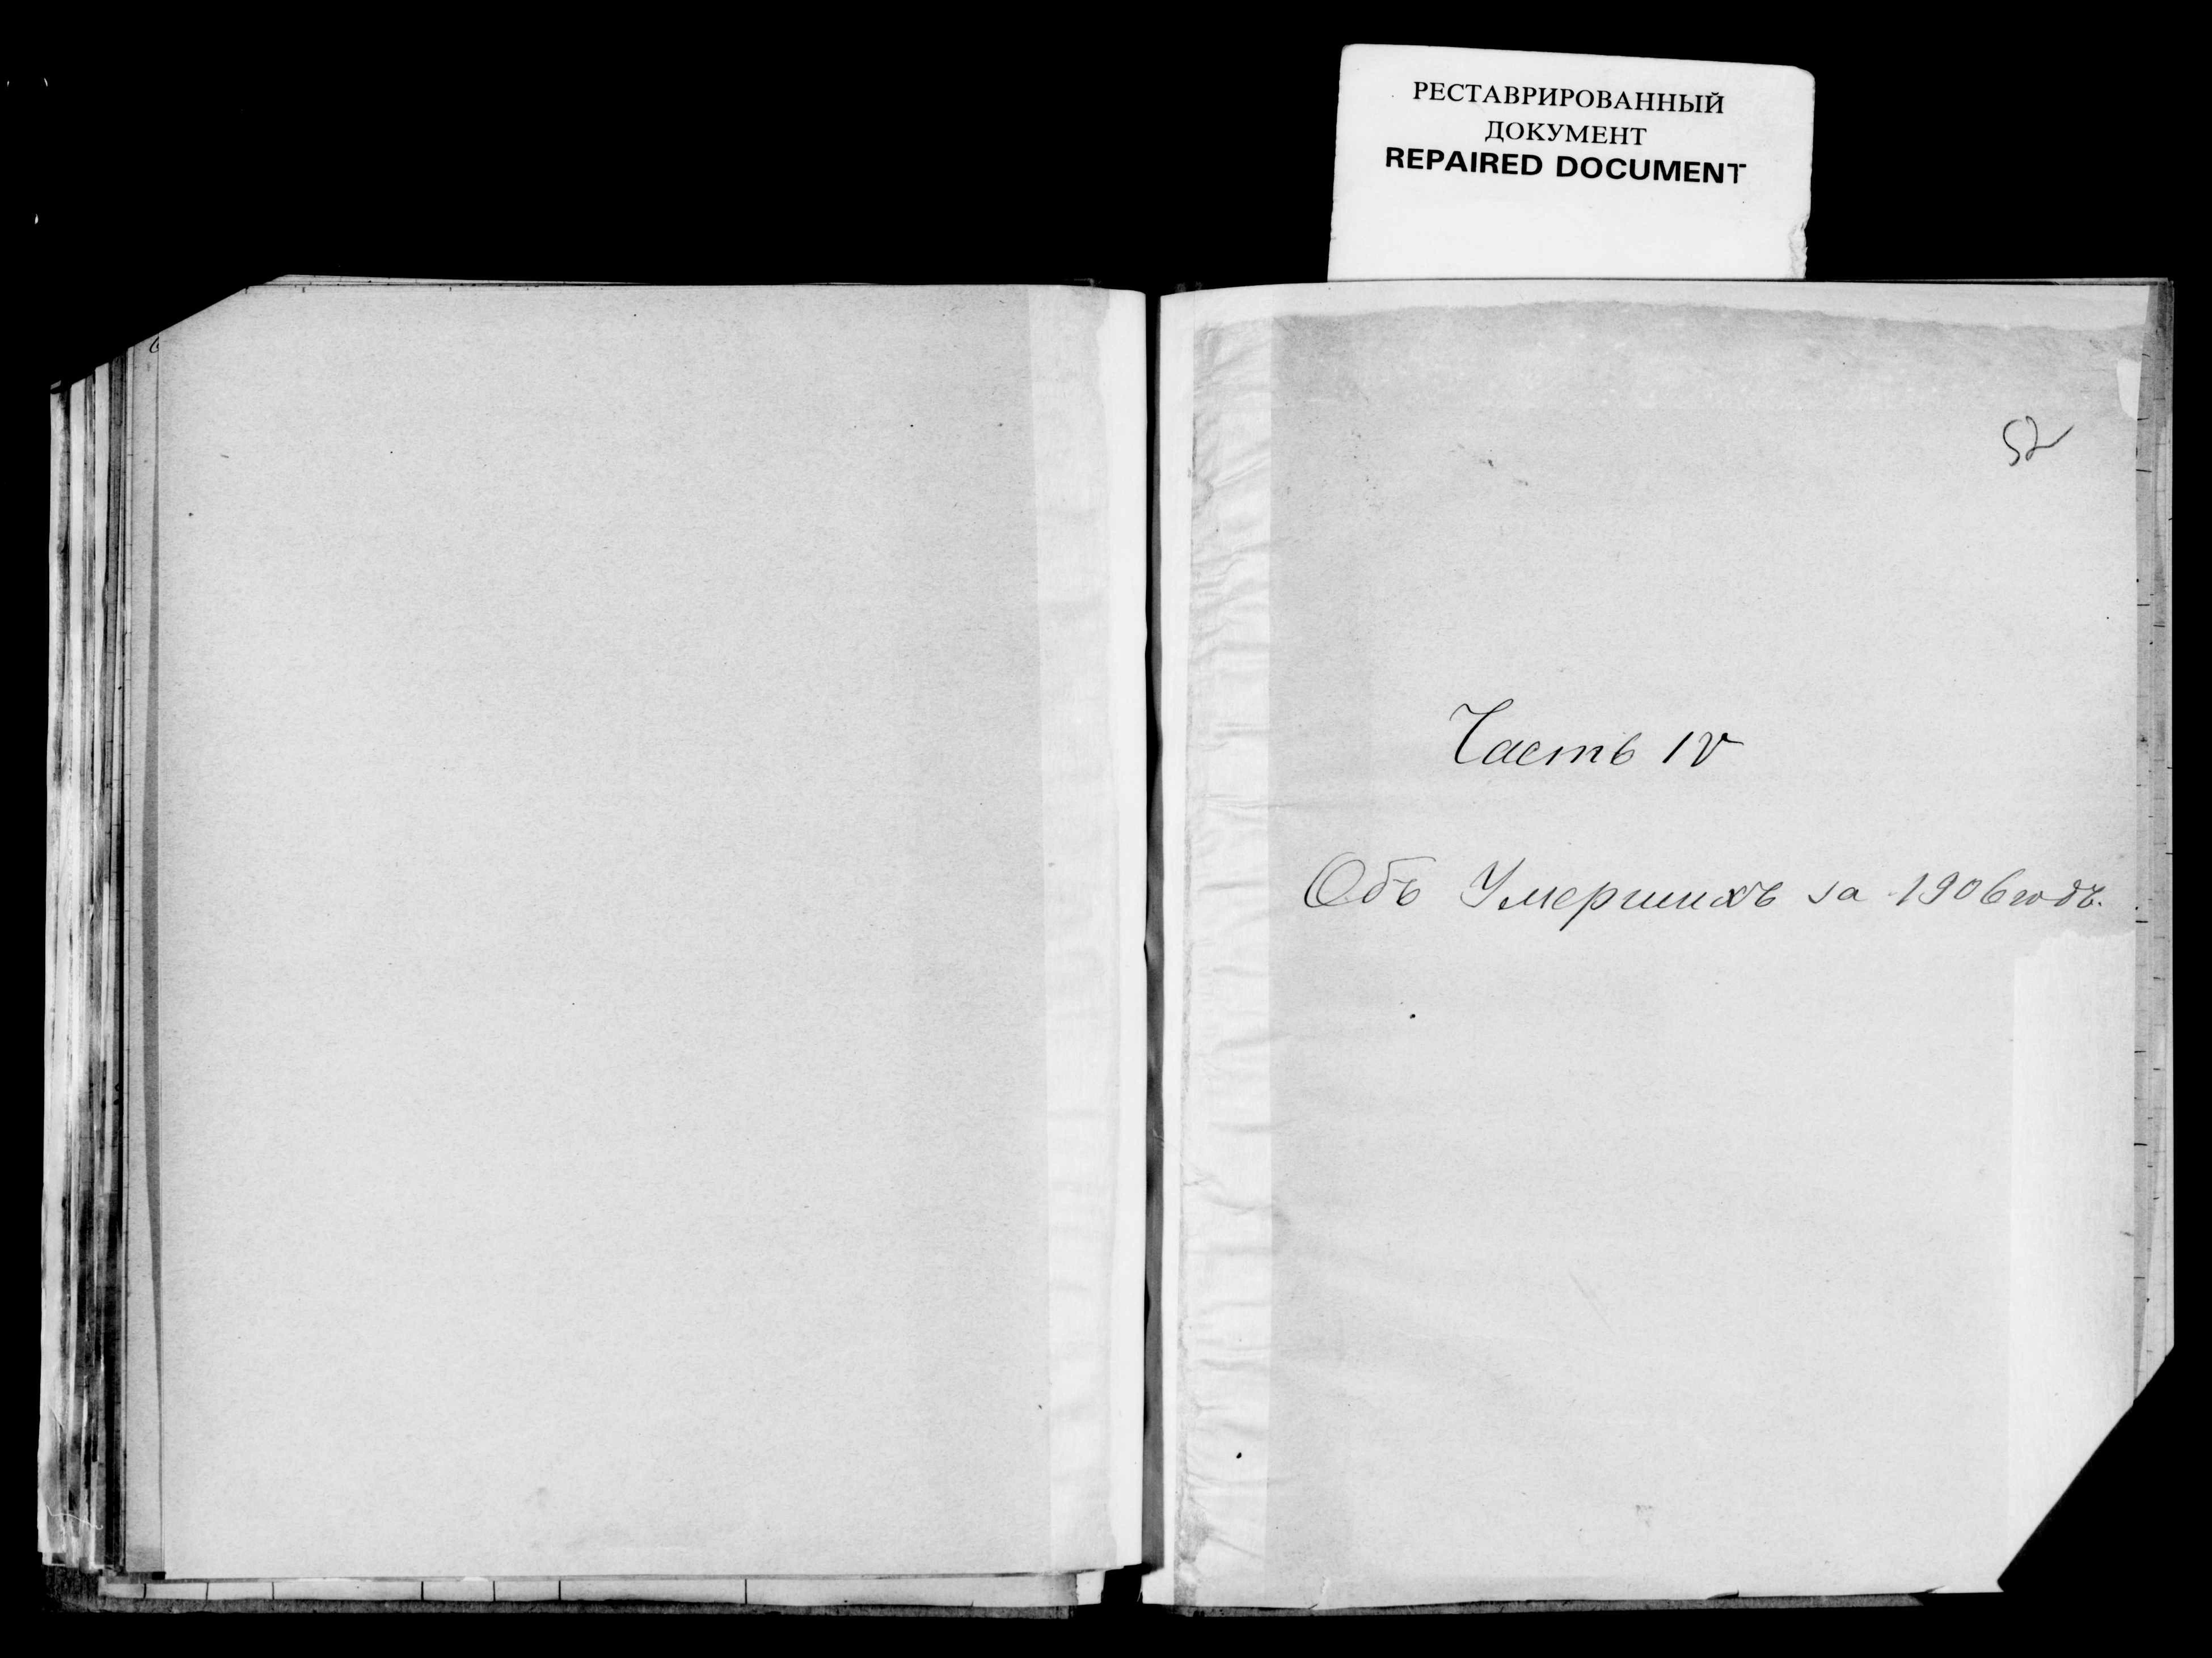 РЕСТАВРИРОВАННЫЙ
ДОКУМЕНТ
REPAIRED DOCUMENT
52
Часть IV
Объ Умершихъ за 1906 годъ.